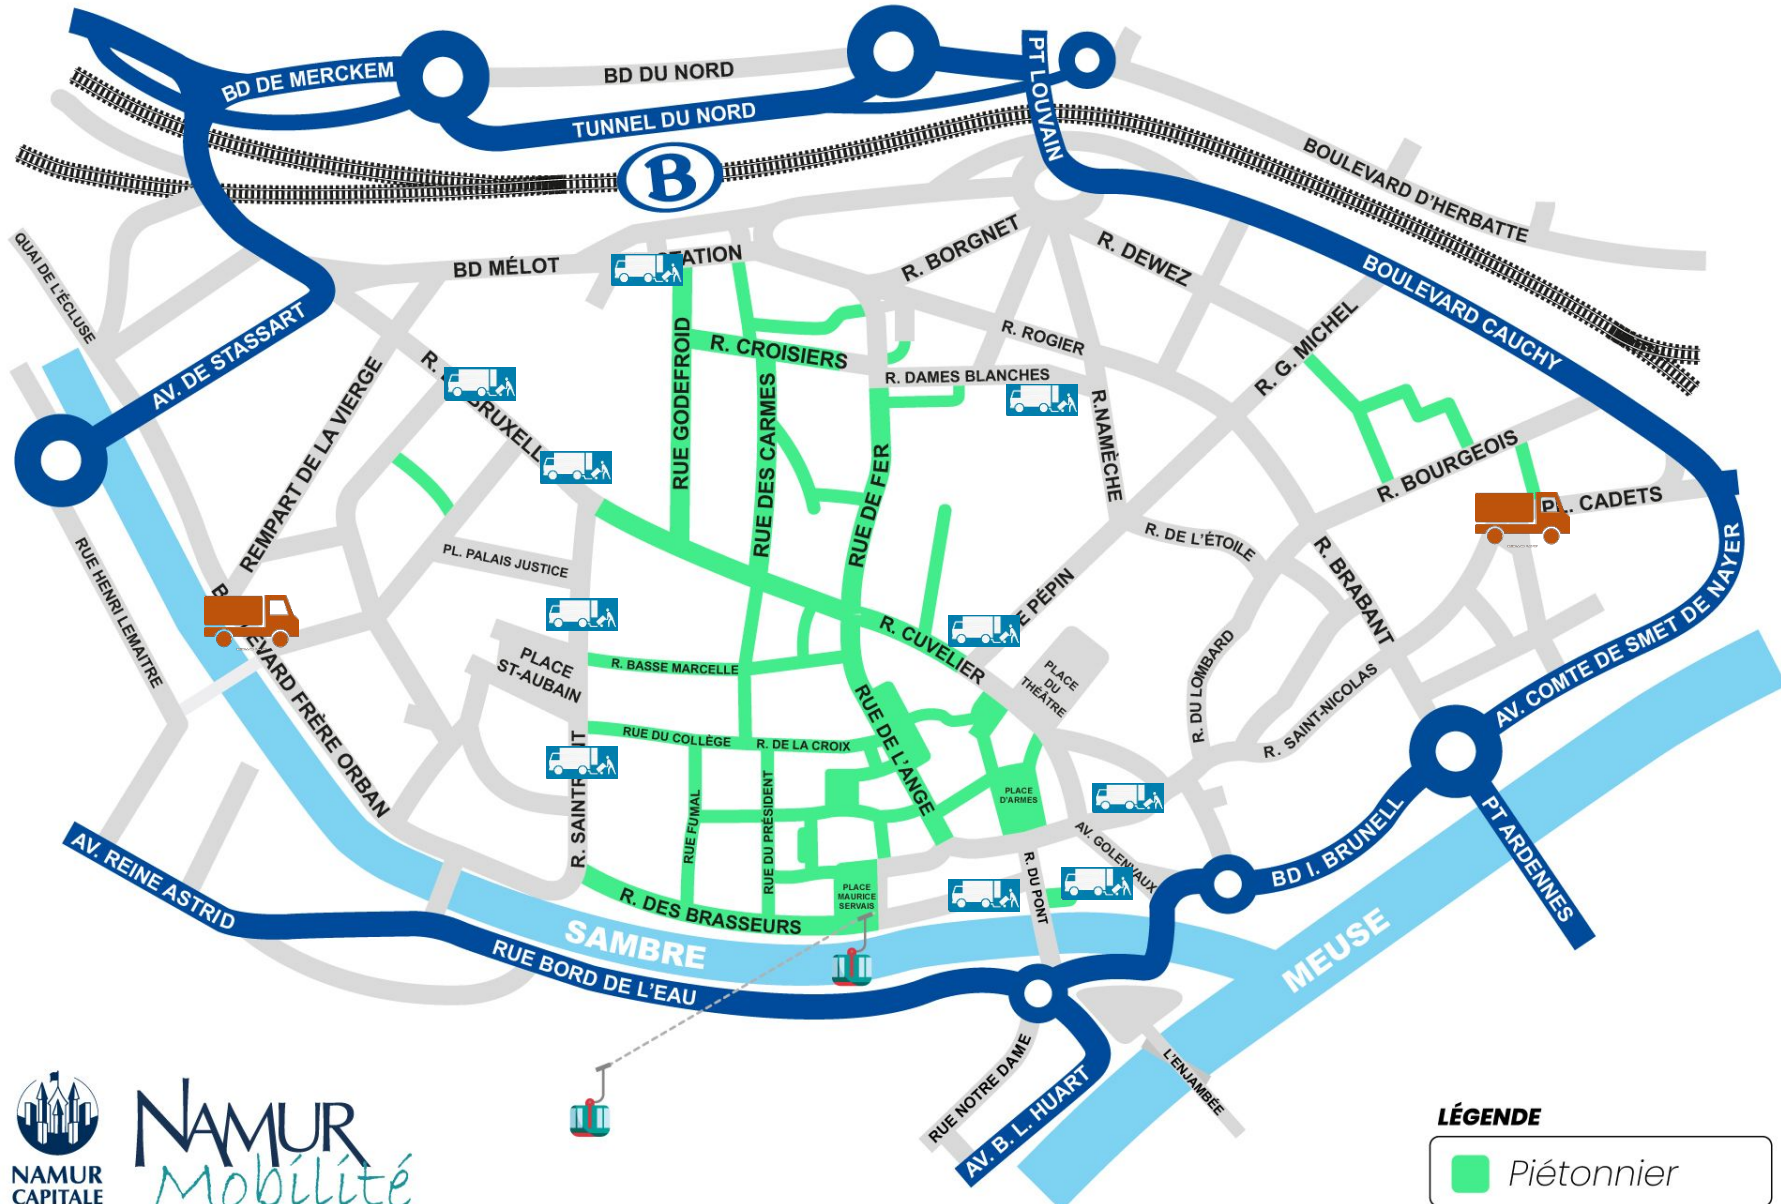 BD DE MERCKEM
BD DU NORD
TUNNEL DU NORD
PT LOUVAIN
B
BOULEVARD D'HERBATTE
QUAI DE L'ÉCLUSE
BD MÉLOT
R. BORGNET
R. DEWEZ
BOULEVARD CAUCHY
AV. DE STASSART
R. CROISIERS
R. ROGIER
R. G. MICHEL
R. DAMES BLANCHES
RUE GODEFROID
RUE DES CARMES
RUE DE FER
R.NAMÈCHE
REMPART DE LA VIERGE
R. BOURGEOIS
CADETS
R. DE L'ÉTOILE
R. BRABANT
PL. PALAIS JUSTICE
RUE HENRI LEMAITRE
AV. COMTE DE SMET DE NAYER
PÉPIN
R. CUVELIER
R. BASSE MARCELLE
PLACE
ST-AUBAIN
PLACE
DU
THÉÂTRE
R. DU LOMBARD
R. SAINT-NICOLAS
FRÈRE ORBAN
RUE DU COLLÈGE
R. DE LA CROIX
RUE DE L'ANGE
PLACE
D'ARMES
RUE FUMAL
RUE DU PRÉSIDENT
AV. GOLENVAUX
R. DU PONT
BD I. BRUNELL
PT ARDENNES
AV. REINE ASTRID
R. DES BRASSEURS
PLACE
MAURICE
SERVAIS
SAMBRE
RUE BORD DE L'EAU
MEUSE
RUE NOTRE DAME
AV. B. L. HUART
L'ENJAMBÉE
NAMUR
CAPITALE
NAMUR
Mobilité
LÉGENDE
Piétonnier